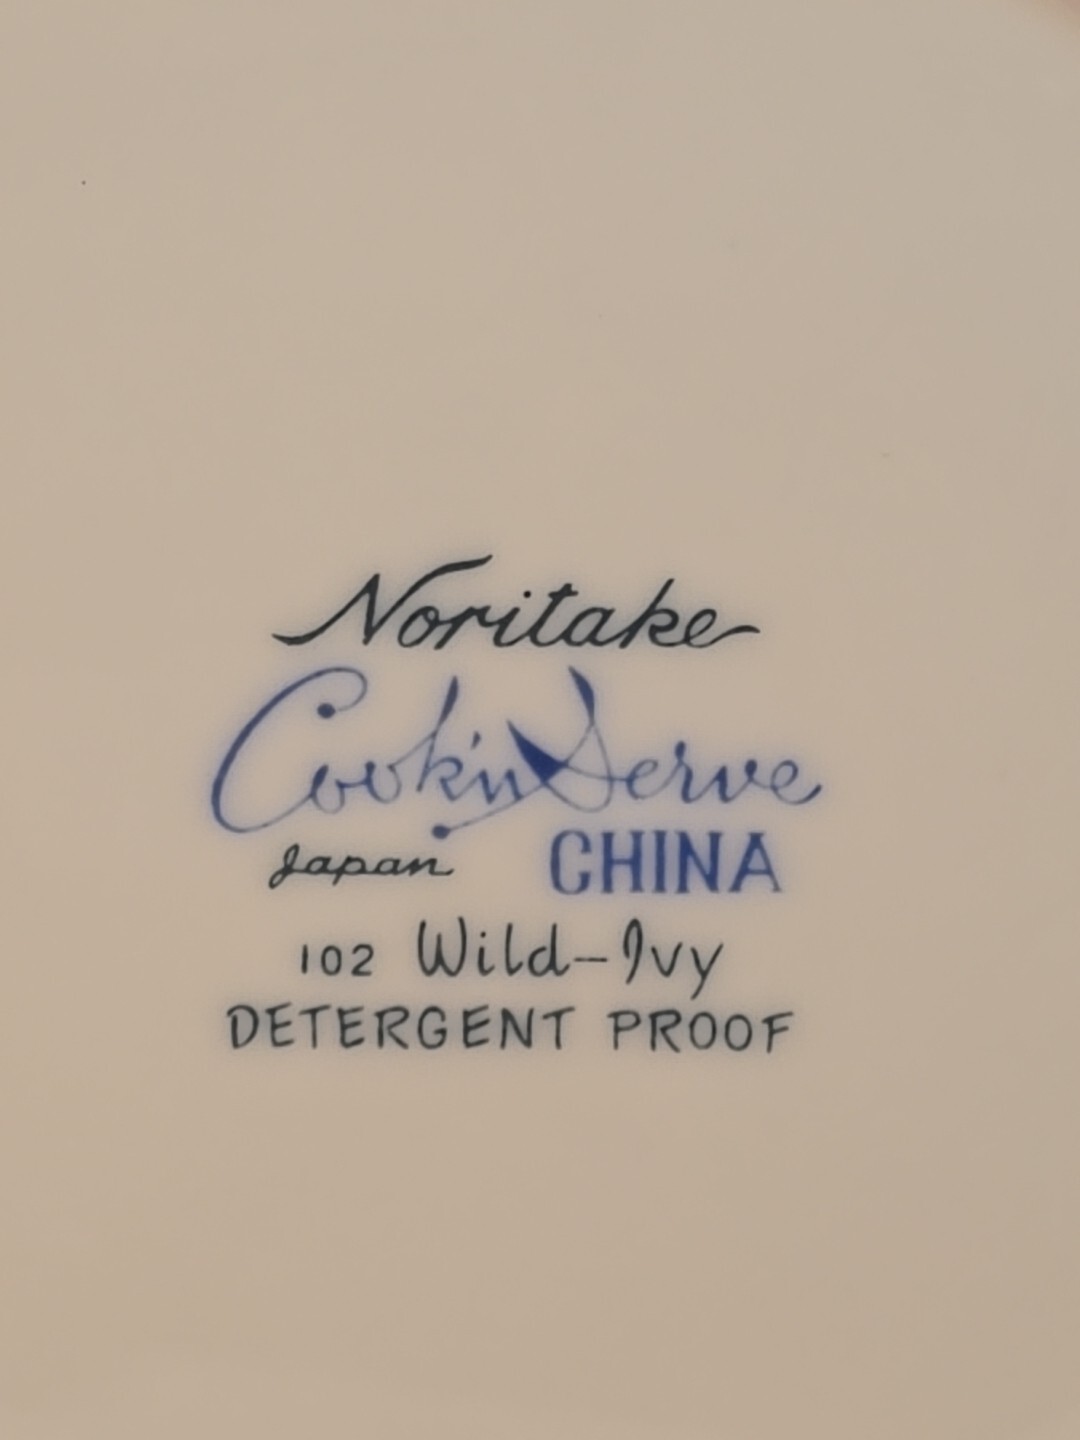 Noritake
Cook'n Serve
Japan CHINA
102 Wild-Ivy
DETERGENT PROOF